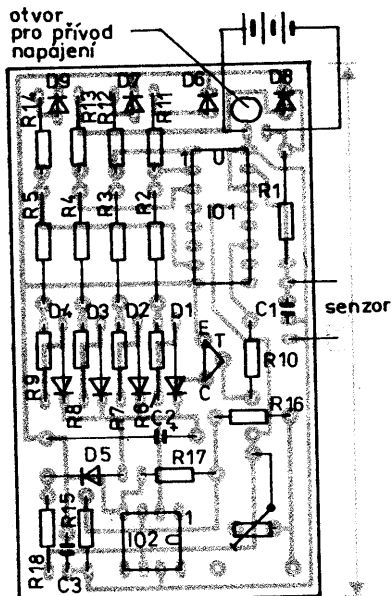 otvor
pro přívod
napájení
D9
D7
D6
D8
R14
R13
R12
R11
1
U
IO1
R1
R5
R4
R3
R2
C1
senzor
D4
D3
D2
D1
E
T
C
R10
R9
R8
R7
R6
R16
C2
+
D5
R17
R15
1
IO2
R18
C3